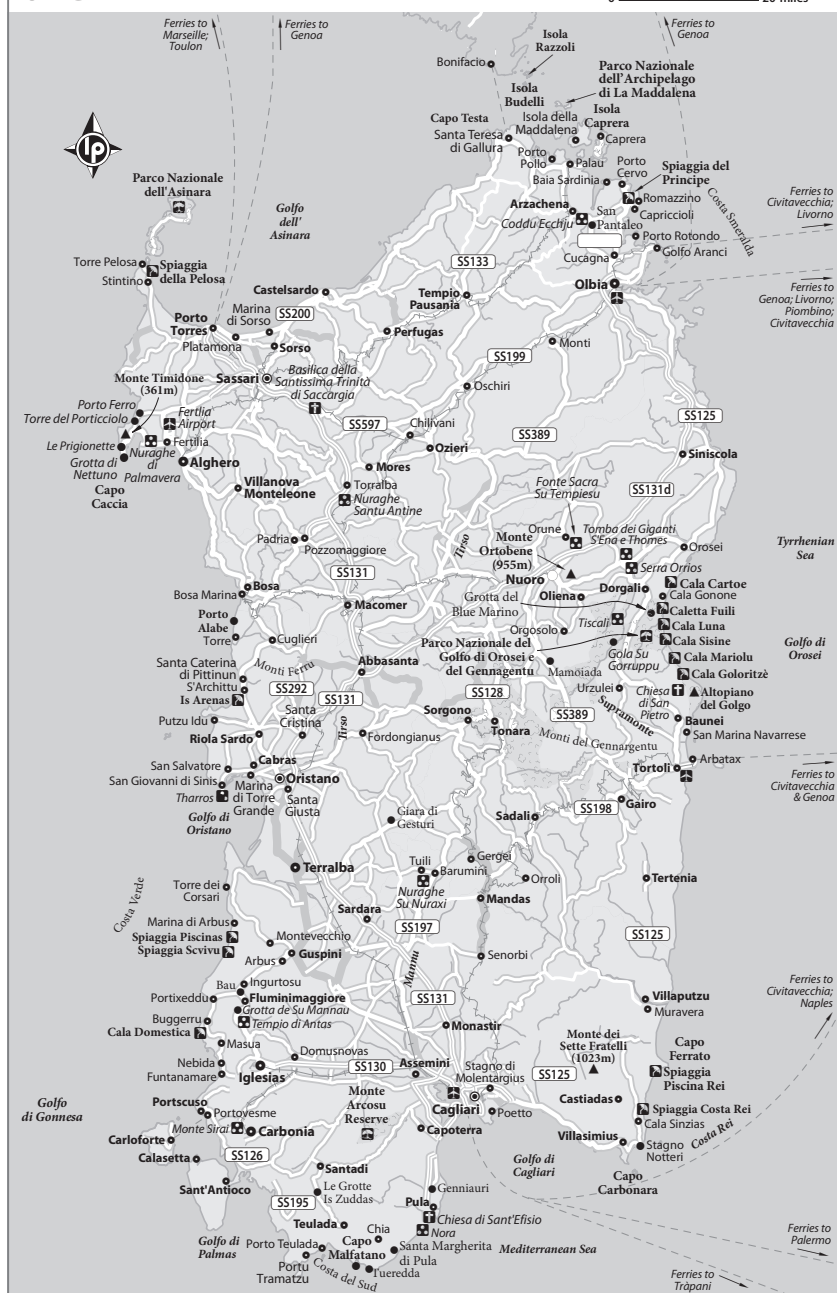 20 miles
Ferries to
Marseille;
Toulon
Ferries to
Genoa
Isola
Razzoli
Ferries to
Genoa
Bonifacio
Parco Nazionale
dell'Archipelago
di La Maddalena
Isola
Budelli
Capo Testa
Isola della
Maddalena
Isola
Caprera
Santa Teresa
di Gallura
Caprera
lp
Porto
Pollo
Palau
Porto
Cervo
Spiaggia del
Principe
Baia Sardinia
Romazzino
Capriccioli
Costa Smeralda
Parco Nazionale
dell'Asinara
Golfo
dell'
Asinara
Arzachena
Coddu Ecchju
San
Pantaleo
Porto Rotondo
Golfo Aranci
Cucagna
Ferries to
Civitavecchia;
Livorno
Torre Pelosa
Spiaggia
della Pelosa
Stintino
SS133
Olbia
Ferries to
Genoa; Livorno;
Piombino;
Civitavecchia
Castelsardo
Tempio
Pausania
Marina
di Sorso
SS200
Porto
Torres
Platamona
Sorso
Perfugas
Monti
SS199
Monte Timidone
(361m)
Sassari
Basilica della
Santissima Trinità
di Saccargia
Oschiri
Porto Ferro
Torre del Porticciolo
Fertlia
Airport
SS597
Chilivani
SS125
SS389
Le Prigionette
Fertilia
Ozieri
Siniscola
Grotta di
Nettuno
Nuraghe
di
Palmavera
Alghero
Mores
Capo
Caccia
Villanova
Monteleone
Torralba
Nuraghe
Santu Antine
Fonte Sacra
Su Tempiesu
SS131d
Padria
Pozzomaggiore
Tirso
Monte
Ortobene
(955m)
Orune
Tomba dei Giganti
S'Ena e Thomes
Orosei
Tyrrhenian
Sea
Serra Orrios
SS131
Nuoro
Bosa
Bosa Marina
Macomer
Oliena
Dorgali
Cala Cartoe
Cala Gonone
Grotta del
Blue Marino
Caletta Fuili
Porto
Alabe
Torre
Cuglieri
Orgosolo
Tiscali
Cala Luna
Cala Sisine
Golfo di
Orosei
Parco Nazionale del
Golfo di Orosei e
del Gennagentu
Gola Su
Gorruppu
Cala Mariolu
Cala Goloritzè
Monti Ferru
Abbasanta
Mamoiada
Santa Caterina
di Pittinun
S'Architttu
Is Arenas
SS292
SS131
SS128
Urzulei
Chiesa
di San
Pietro
Altopiano
del Golgo
Supramonte
Putzu Idu
Santa
Cristina
Sorgono
SS389
Baunei
San Marina Navarrese
Riola Sardo
Tirso
Fordongianus
Tonara
Monti del Gennargentu
San Salvatore
Cabras
Oristano
Arbatax
Tortolì
San Giovanni di Sinis
Marina
di Torre
Grande
Santa
Giusta
Ferries to
Civitavecchia
& Genoa
Tharros
Golfo di
Oristano
Giara di
Gesturi
Sadali
SS198
Gairo
Terralba
Tuili
Gergei
Barumini
Orroli
Tertenia
Costa Verde
Torre dei
Corsari
Nuraghe
Su Nuraxi
Mandas
Sardara
Marina di Arbus
SS197
SS125
Spiaggia Piscinas
Montevecchio
Spiaggia Scvivu
Guspini
Arbus
Mannu
Senorbì
Ferries to
Civitavecchia;
Naples
Bau
Ingurtosu
Portixeddu
Fluminimaggiore
Grotta de Su Mannau
SS131
Villaputzu
Muravera
Buggerru
Tempio di Antas
Cala Domestica
Monastir
Masua
Domusnovas
Monte dei
Sette Fratelli
(1023m)
Capo
Ferrato
Nebida
SS130
Assemini
Stagno di
Molentargius
SS125
Spiaggia
Piscina Rei
Funtanamare
Iglesias
Golfo
di Gonnesa
Portscuso
Portovesme
Monte
Arcosu
Reserve
Cagliari
Poetto
Castiadas
Spiaggia Costa Rei
Cala Sinzias
Monte Sirai
Carbonia
Capoterra
Villasimius
Costa Rei
Carloforte
Stagno
Notteri
SS126
Golfo di
Cagliari
Calasetta
Santadi
Capo
Carbonara
Sant'Antioco
Le Grotte
Is Zuddas
Genniauri
SS195
Pula
Teulada
Chiesa di Sant'Efisio
Nora
Chia
Golfo di
Palmas
Porto Teulada
Capo
Malfatano
Santa Margherita
di Pula
Mediterranean Sea
Ferries to
Palermo
Portu
Tramatzu
Costa del Sud
Tueredda
Ferries to
Tràpani